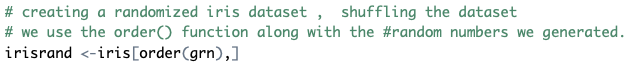 # creating a randomized iris dataset ,  shuffling the dataset
# we use the order() function along with the #random numbers we generated.
irisrand <-iris[order(grn),]